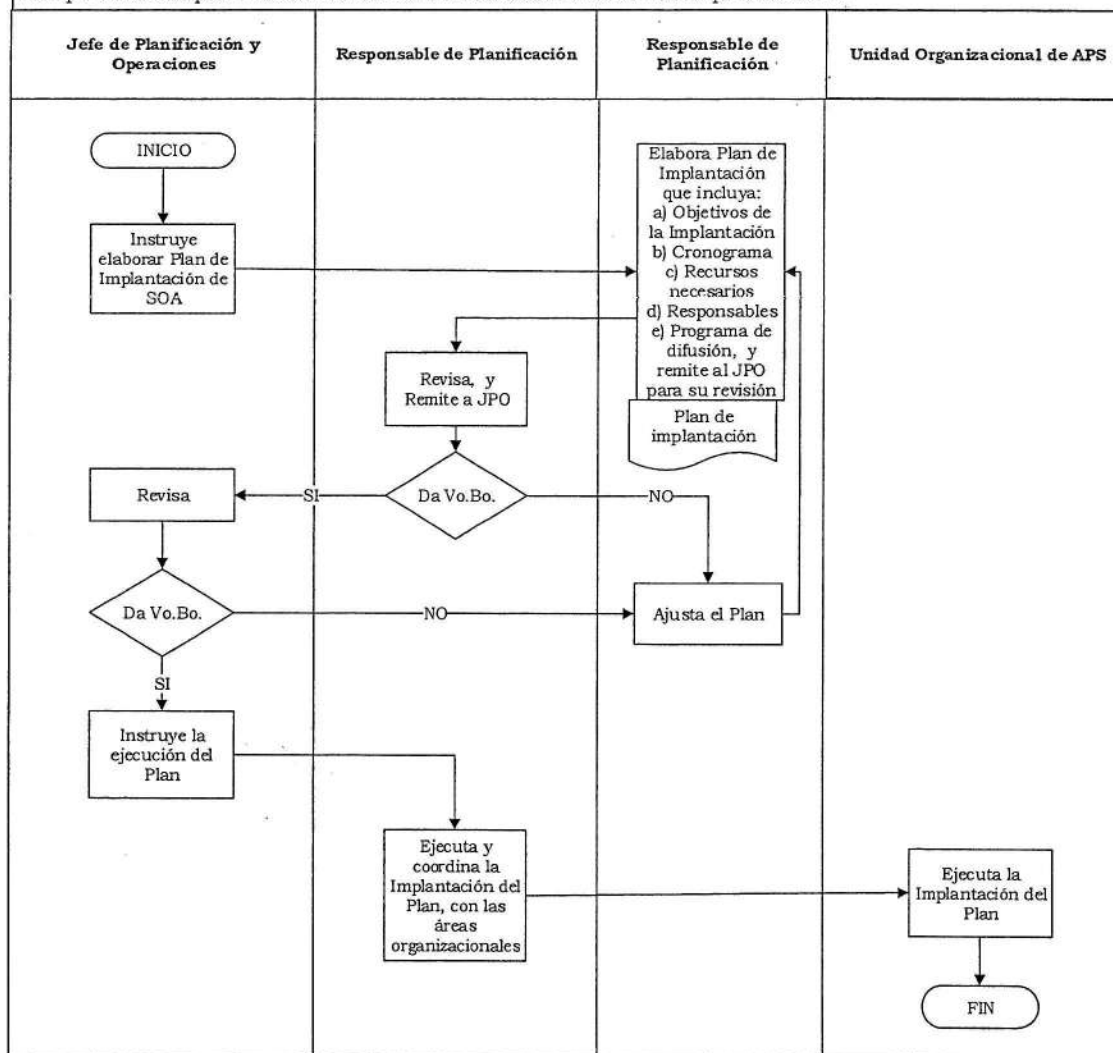 Jefe de Planificación y
Operaciones
Responsable de Planificación
Responsable de
Planificación
Unidad Organizacional de APS
INICIO
Instruye
elaborar Plan de
Implantación de
SOA
Elabora Plan de
Implantación
que incluya:
a) Objetivos de
la Implantación
b) Cronograma
c) Recursos
necesarios
d) Responsables
e) Programa de
difusión, y
remite al JPO
para su revisión
Plan de
implantación
Revisa, y
Remite a JPO
Da Vo.Bo.
SI
NO
Revisa
Da Vo.Bo.
NO
Ajusta el Plan
SI
Instruye la
ejecución del
Plan
Ejecuta y
coordina la
Implantación del
Plan, con las
áreas
organizacionales
Ejecuta la
Implantación del
Plan
FIN